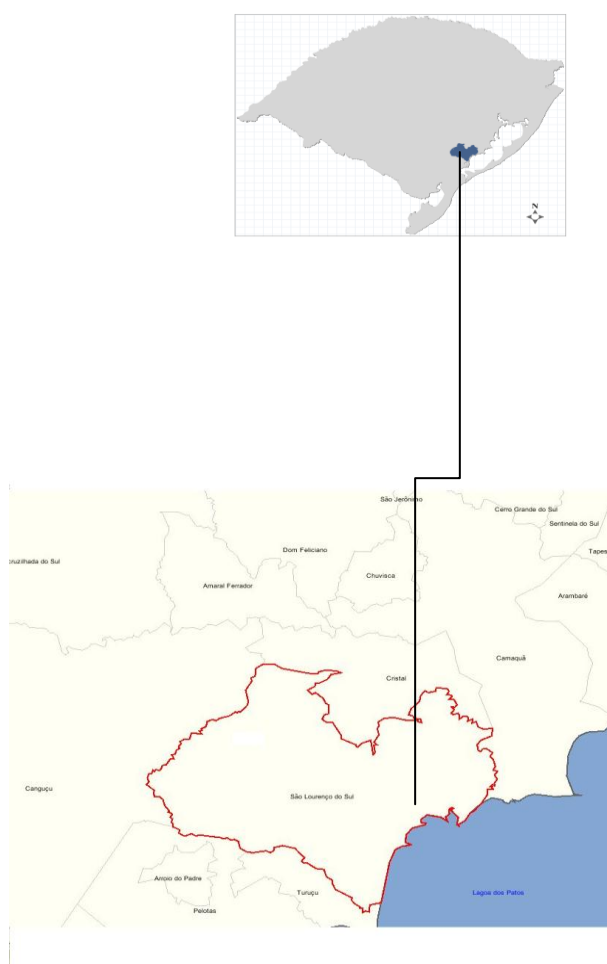 N
São Jerônimo
Cerro Grande do Sul
Sentinela do Sul
Dom Feliciano
Tapes
cruzilhada do Sul
Chuvisca
Amaral Ferrador
Arambaré
Camaquã
Cristal
Canguçu
São Lourenço do Sul
Arroio do Padre
Turuçu
Lagoa dos Patos
Pelotas